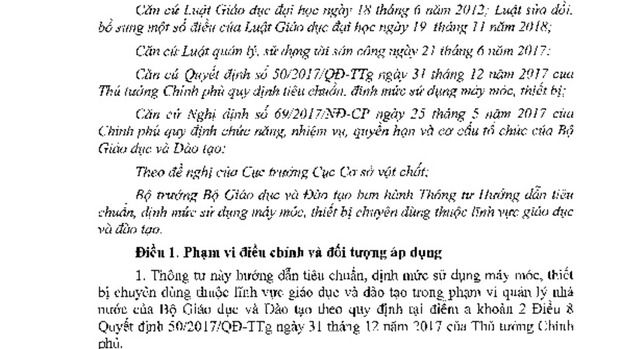 Căn cứ Luật Giáo dục đại học ngày 18 tháng 6 năm 2012; Luật sửa đổi,
bổ sung một số điều của Luật Giáo dục đại học ngày 19 tháng 11 năm 2018;
Căn cứ Luật quản lý, sử dụng tài sản công ngày 21 tháng 6 năm 2017;
Căn cứ Quyết định số 50/2017/QĐ-TTg ngày 31 tháng 12 năm 2017 của
Thủ tướng Chính phủ quy định tiêu chuẩn, định mức sử dụng máy móc, thiết bị;
Căn cứ Nghị định số 69/2017/NĐ-CP ngày 25 tháng 5 năm 2017 của
Chính phủ quy định chức năng, nhiệm vụ, quyền hạn và cơ cấu tổ chức của Bộ
Giáo dục và Đào tạo;
Theo đề nghị của Cục trưởng Cục Cơ sở vật chất;
Bộ trưởng Bộ Giáo dục và Đào tạo ban hành Thông tư Hướng dẫn tiêu
chuẩn, định mức sử dụng máy móc, thiết bị chuyên dùng thuộc lĩnh vực giáo dục
và đào tạo.
Điều 1. Phạm vi điều chỉnh và đối tượng áp dụng
1. Thông tư này hướng dẫn tiêu chuẩn, định mức sử dụng máy móc, thiết
bị chuyên dùng thuộc lĩnh vực giáo dục và đào tạo trong phạm vi quản lý nhà
nước của Bộ Giáo dục và Đào tạo theo quy định tại điểm a khoản 2 Điều 8
Quyết định 50/2017/QĐ-TTg ngày 31 tháng 12 năm 2017 của Thủ tướng Chính
phủ.